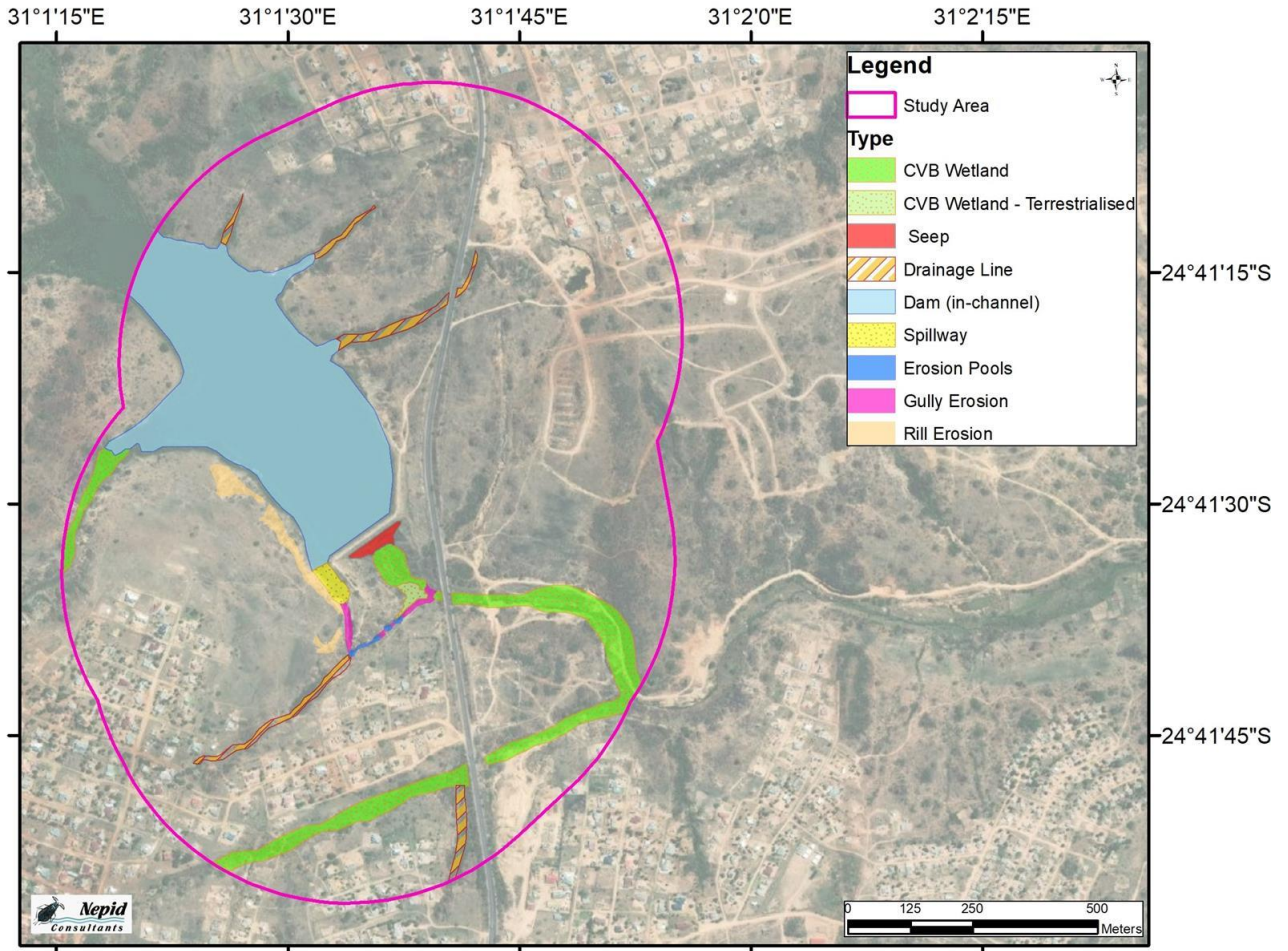 31°1'15"E 31°1'30"E 31°1'45"E 31°2'0"E 31°2'15"E
Legend
N
W E
S
Study Area
Type
CVB Wetland
CVB Wetland - Terrestrialised
Seep
Drainage Line
Dam (in-channel)
Spillway
Erosion Pools
Gully Erosion
Rill Erosion
24°41'15"S
24°41'30"S
24°41'45"S
Nepid
Consultants
0 125 250 500
Meters